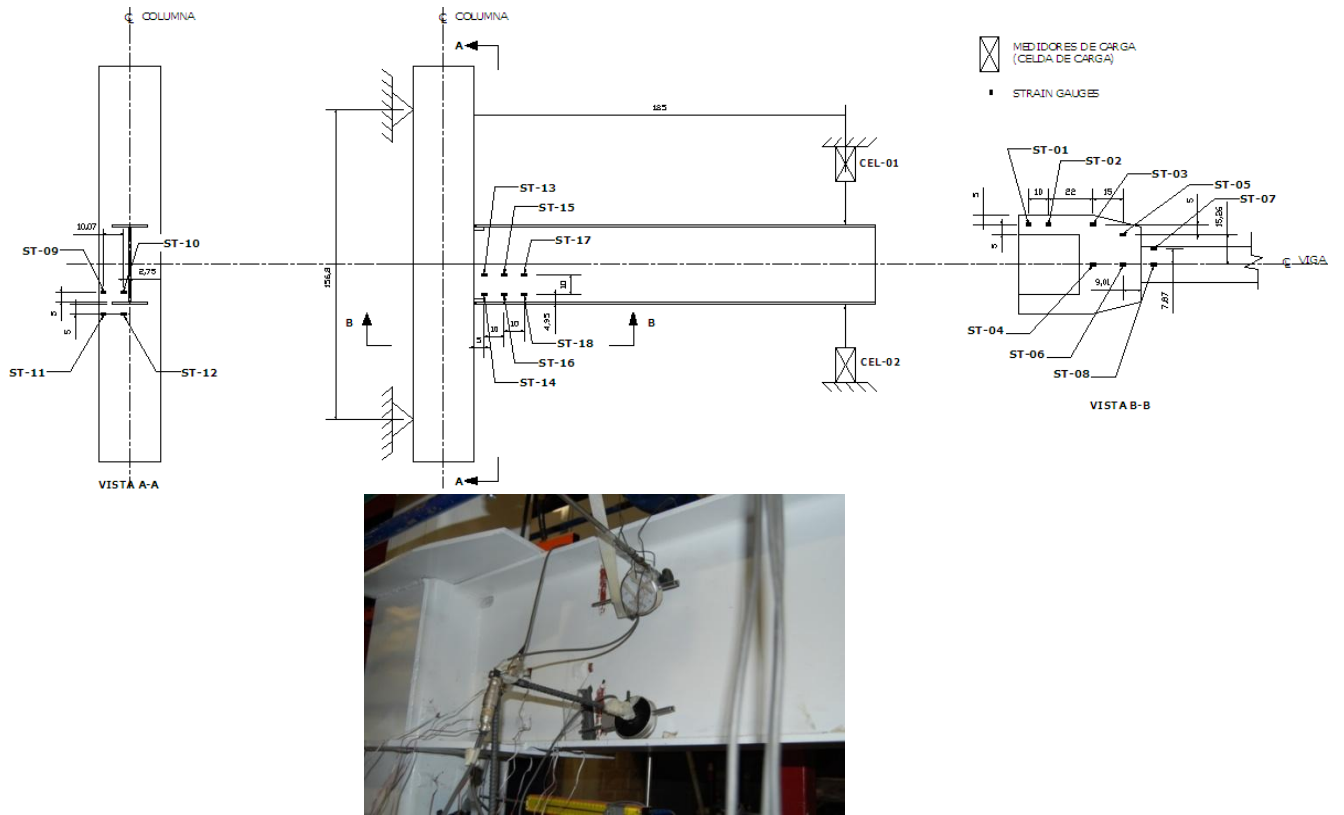 ℄ COLUMNA
10,07
ST-09
ST-10
2,75
5
5
ST-11
ST-12
VISTA A-A
℄ COLUMNA
A
185
156,8
CEL-01
ST-13
ST-15
ST-17
10
B
B
4,95
5
10
10
ST-18
ST-16
ST-14
CEL-02
A
MEDIDORES DE CARGA
(CELDA DE CARGA)
STRAIN GAUGES
ST-01
ST-02
ST-03
ST-05
ST-07
10
22
15
5
5
5
15,26
℄ VIGA
9,01
7,87
ST-04
ST-06
ST-08
VISTA B-B